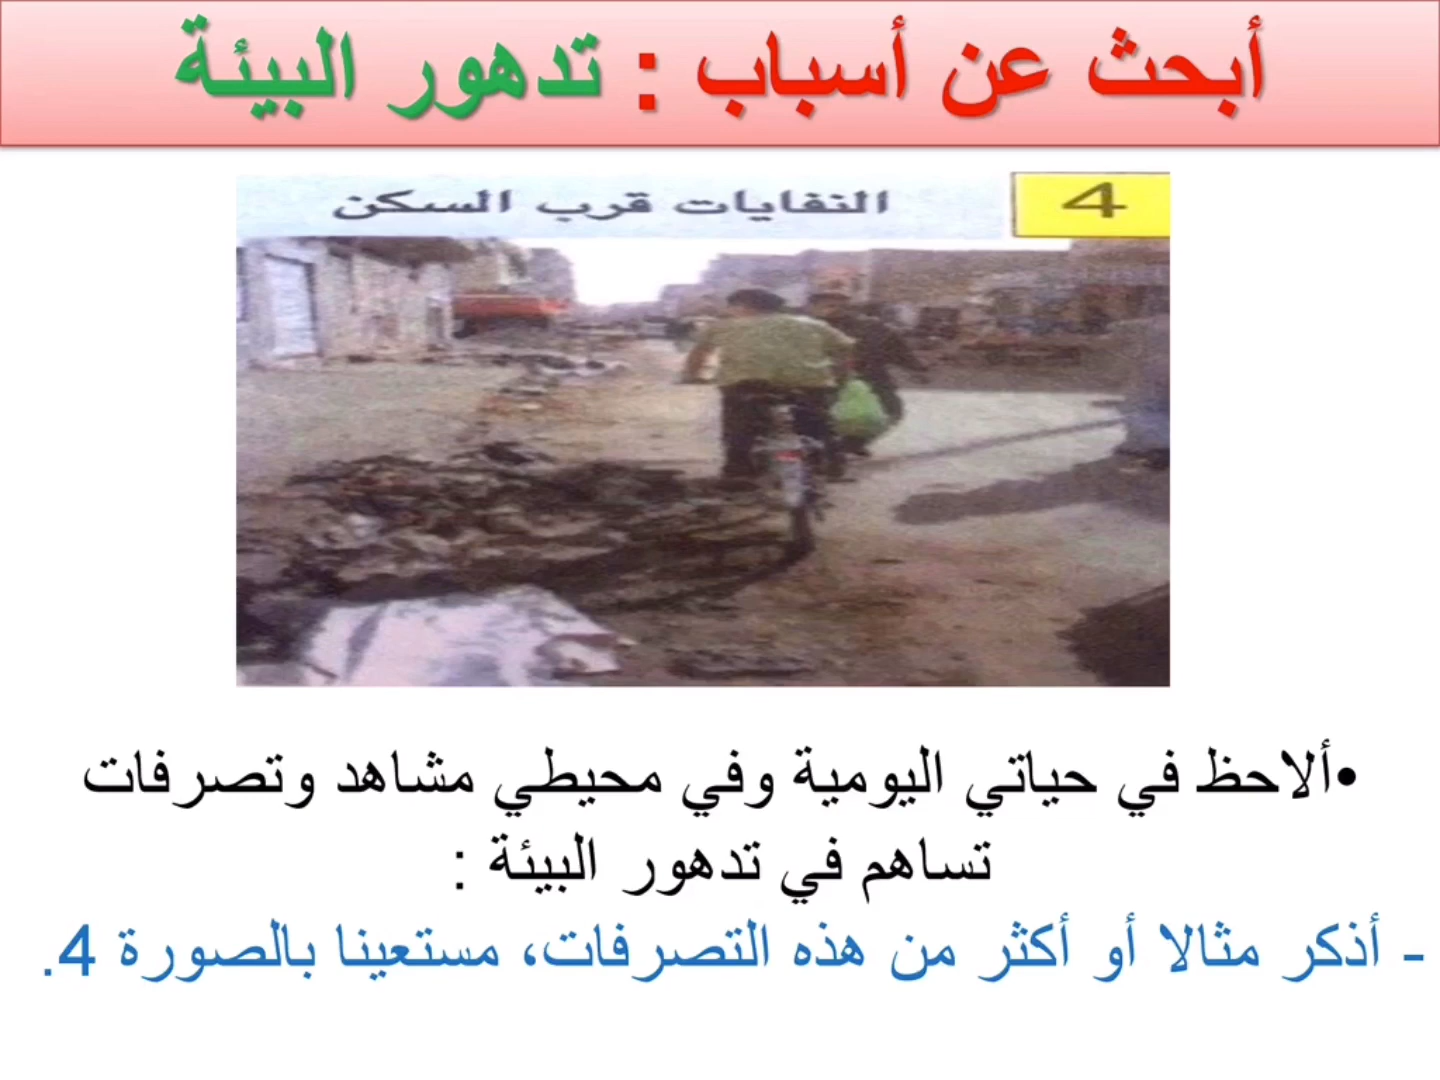 أبحث عن أسباب : تدهور البيئة
4 النفايات قرب السكن
•ألاحظ في حياتي اليومية وفي محيطي مشاهد وتصرفات
تساهم في تدهور البيئة :
- أذكر مثالا أو أكثر من هذه التصرفات، مستعينا بالصورة 4.